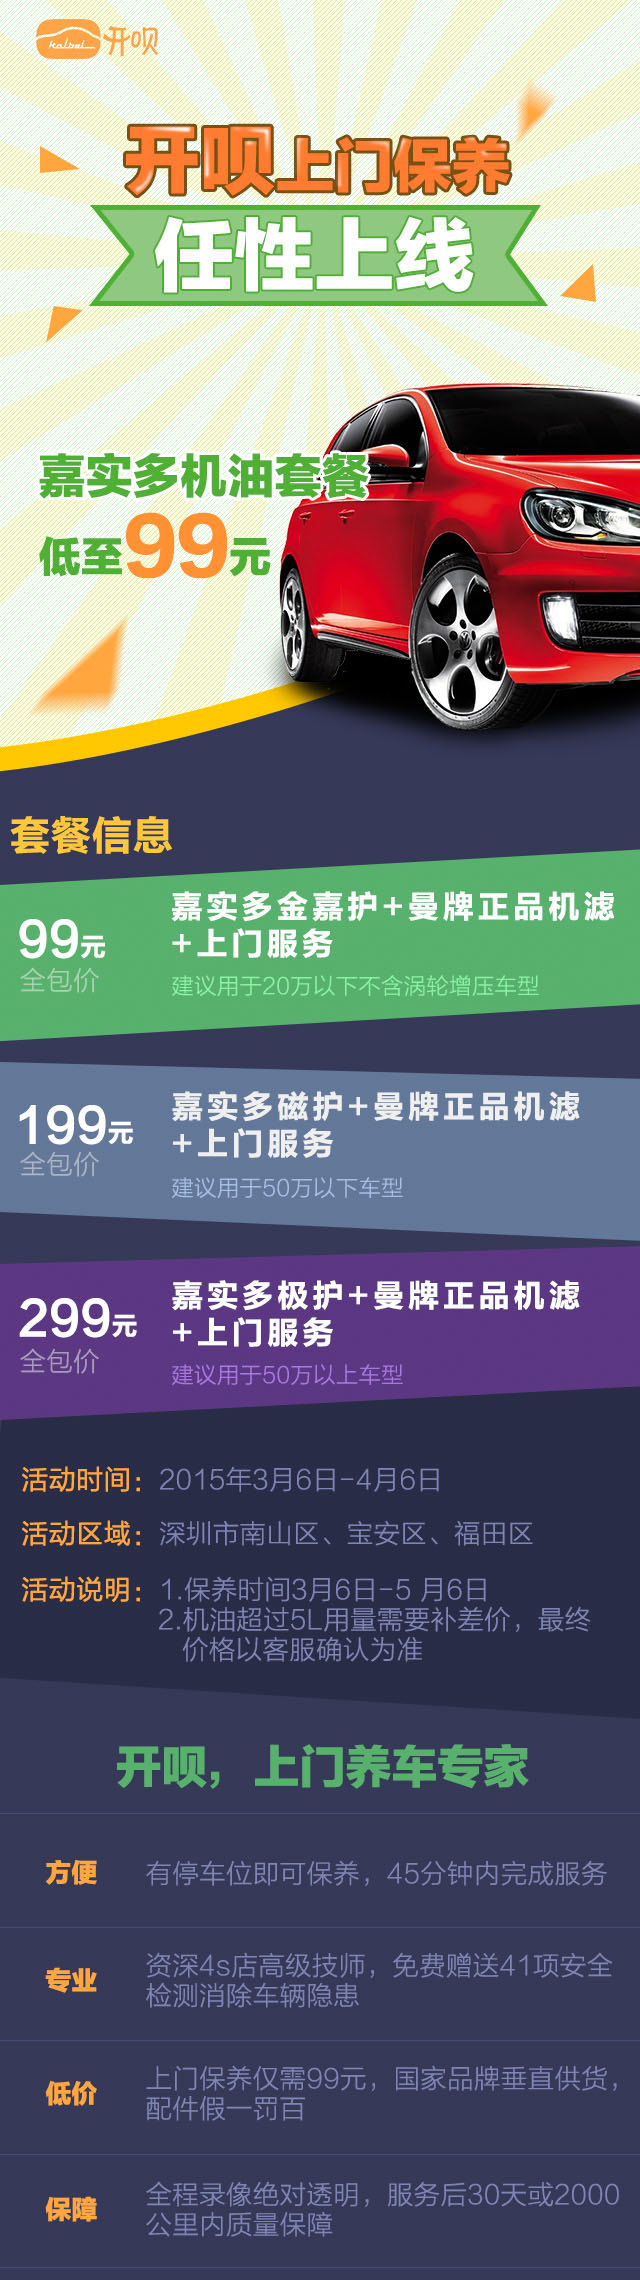 kaibei 开呗
开呗上门保养
任性上线
嘉实多机油套餐
低至99元
套餐信息
99元
全包价
嘉实多金嘉护+曼牌正品机滤
+上门服务
建议用于20万以下不含涡轮增压车型
199元
全包价
嘉实多磁护+曼牌正品机滤
+上门服务
建议用于50万以下车型
299元
全包价
嘉实多极护+曼牌正品机滤
+上门服务
建议用于50万以上车型
活动时间：2015年3月6日-4月6日
活动区域：深圳市南山区、宝安区、福田区
活动说明：1.保养时间3月6日-5 月6日
2.机油超过5L用量需要补差价，最终
价格以客服确认为准
开呗，上门养车专家
方便 有停车位即可保养，45分钟内完成服务
专业 资深4s店高级技师，免费赠送41项安全
检测消除车辆隐患
低价 上门保养仅需99元，国家品牌垂直供货，
配件假一罚百
保障 全程录像绝对透明，服务后30天或2000
公里内质量保障